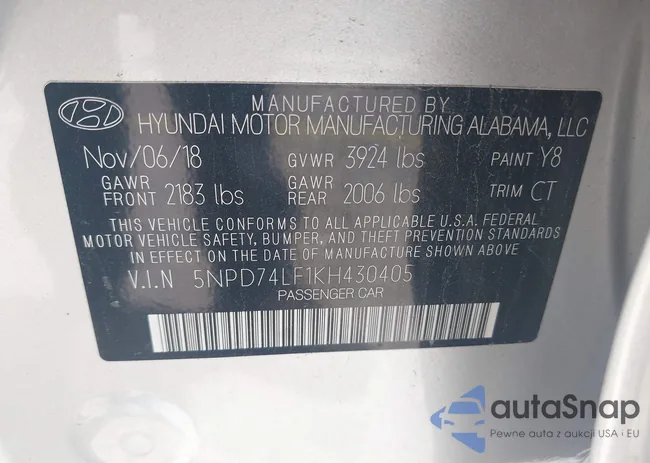 MANUFACTURED BY
HYUNDAI MOTOR MANUFACTURING ALABAMA, LLC
Nov/06/18 GVWR 3924 lbs PAINT Y8
GAWR FRONT 2183 lbs GAWR REAR 2006 lbs TRIM CT
THIS VEHICLE CONFORMS TO ALL APPLICABLE U.S.A. FEDERAL
MOTOR VEHICLE SAFETY, BUMPER, AND THEFT PREVENTION STANDARDS
IN EFFECT ON THE DATE OF MANUFACTURE SHOWN ABOVE
V.I.N 5NPD74LF1KH430405
PASSENGER CAR
autaSnap
Pewne auta z aukcji USA i EU